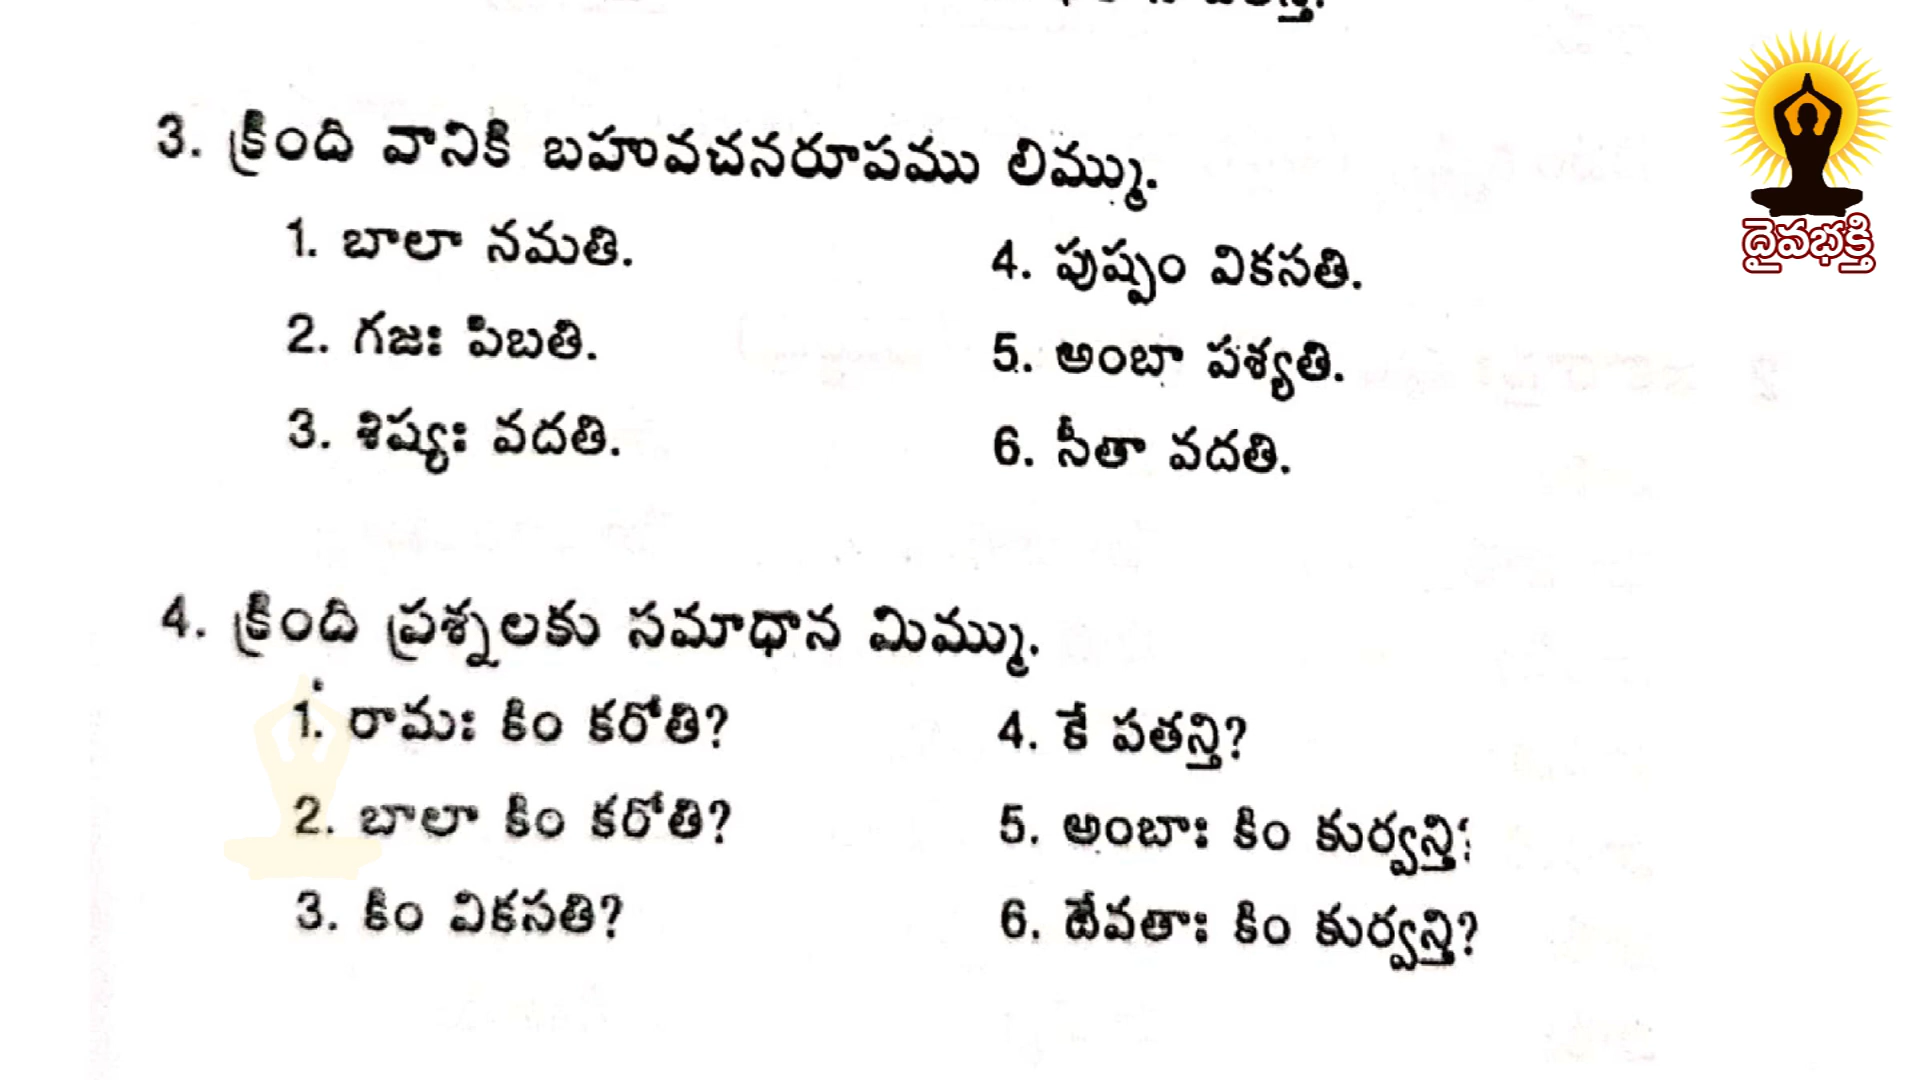 3. క్రింది వానికి బహువచనరూపము లిమ్ము.
1. బాలా నమతి.
2. గజః పిబతి.
3. శిష్యః వదతి.
4. పుష్పం వికసతి.
5. అంబా పశ్యతి.
6. సీతా వదతి.
4. క్రింది ప్రశ్నలకు సమాధాన మిమ్ము.
1. రామః కిం కరోతి?
2. బాలా కిం కరోతి?
3. కిం వికసతి?
4. కే పతన్తి?
5. అంబాః కిం కుర్వన్తి?
6. దేవతాః కిం కుర్వన్తి?
దైవభక్తి